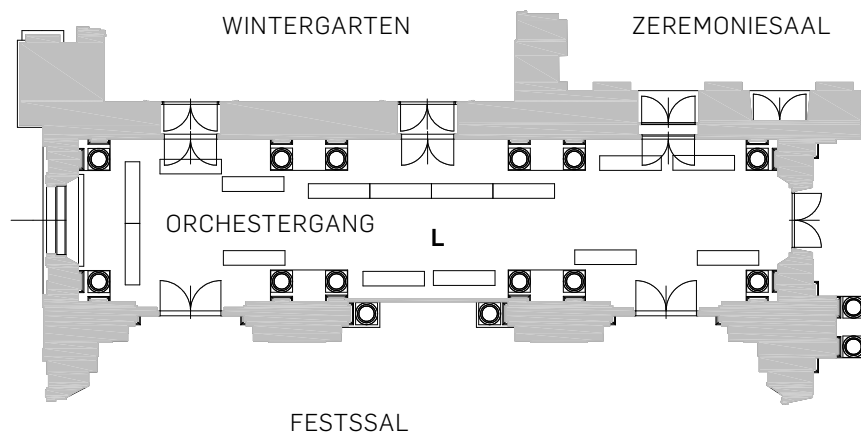 WINTERGARTEN
ZEREMONIESAAL
ORCHESTERGANG
L
FESTSSAL